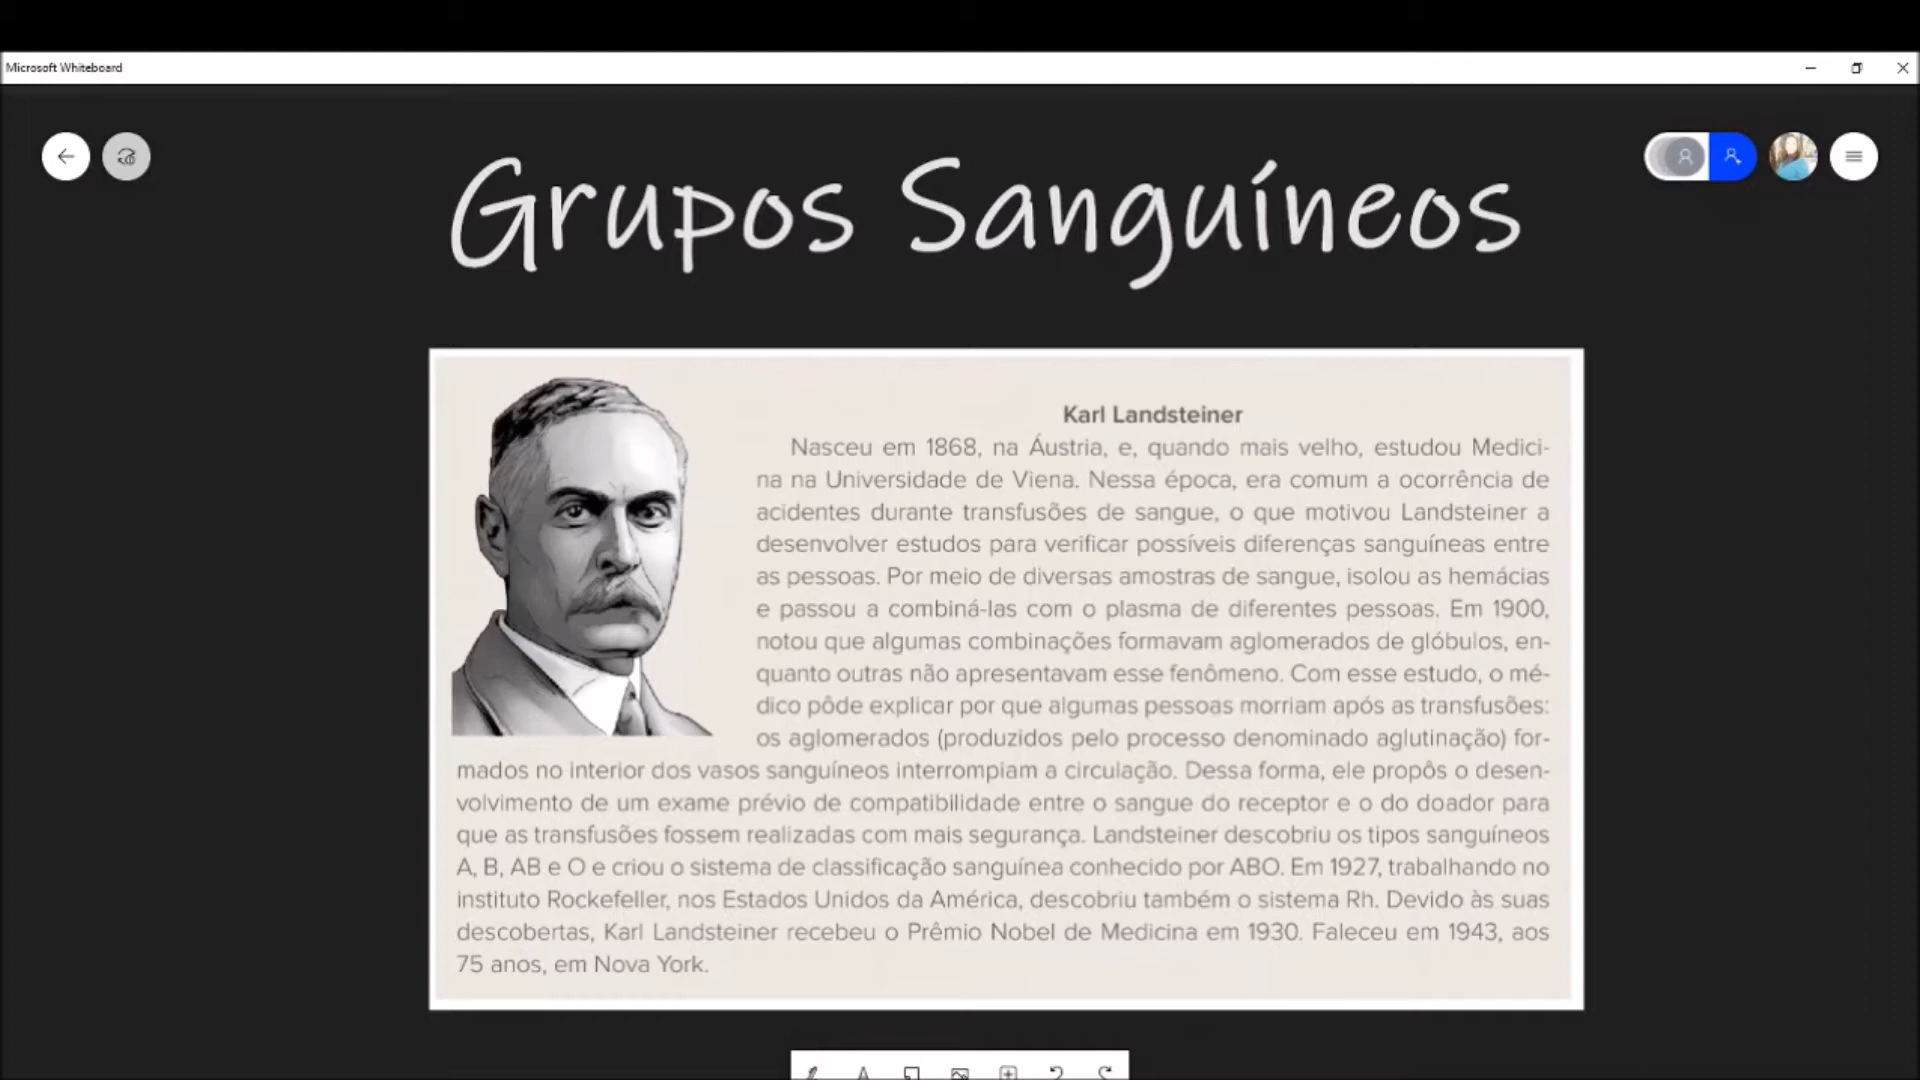 Microsoft Whiteboard
Grupos Sanguíneos
Karl Landsteiner
Nasceu em 1868, na Áustria, e, quando mais velho, estudou Medici-
na na Universidade de Viena. Nessa época, era comum a ocorrência de
acidentes durante transfusões de sangue, o que motivou Landsteiner a
desenvolver estudos para verificar possíveis diferenças sanguíneas entre
as pessoas. Por meio de diversas amostras de sangue, isolou as hemácias
e passou a combiná-las com o plasma de diferentes pessoas. Em 1900,
notou que algumas combinações formavam aglomerados de glóbulos, en-
quanto outras não apresentavam esse fenômeno. Com esse estudo, o mé-
dico pôde explicar por que algumas pessoas morriam após as transfusões:
os aglomerados (produzidos pelo processo denominado aglutinação) for-
mados no interior dos vasos sanguíneos interrompiam a circulação. Dessa forma, ele propôs o desen-
volvimento de um exame prévio de compatibilidade entre o sangue do receptor e o do doador para
que as transfusões fossem realizadas com mais segurança. Landsteiner descobriu os tipos sanguíneos
A, B, AB e O e criou o sistema de classificação sanguínea conhecido por ABO. Em 1927, trabalhando no
instituto Rockefeller, nos Estados Unidos da América, descobriu também o sistema Rh. Devido às suas
descobertas, Karl Landsteiner recebeu o Prêmio Nobel de Medicina em 1930. Faleceu em 1943, aos
75 anos, em Nova York.